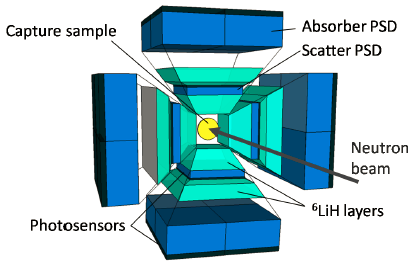 Capture sample
Absorber PSD
Scatter PSD
Neutron
beam
⁶LiH layers
Photosensors